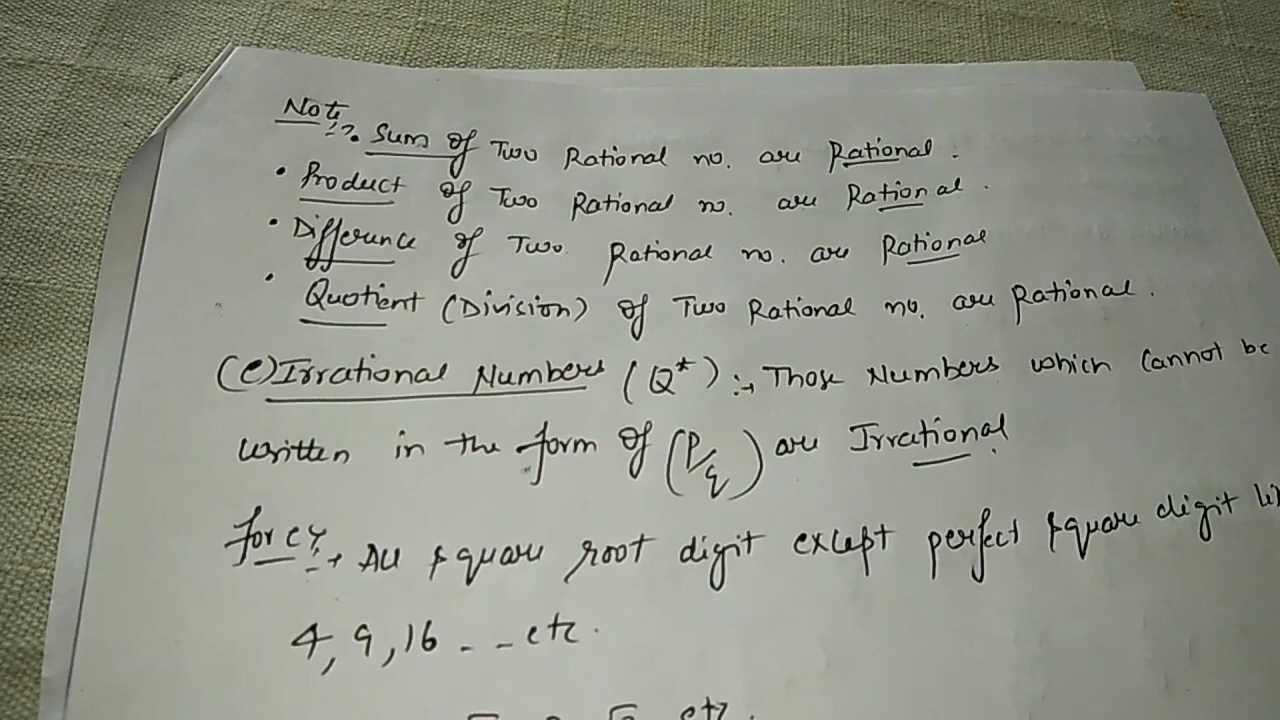 Note:-
• Sum of Two Rational no. are Rational.
• Product of Two Rational no. are Rational.
• Difference of Two Rational no. are Rational
• Quotient (Division) of Two Rational no. are Rational.
(e) Irrational Numbers (Q*) :→ Those Numbers which cannot be
written in the form of (P/q) are Irrational.
for ex:→ All square root digit except perfect square digit
4, 9, 16 - - etc.
etc.